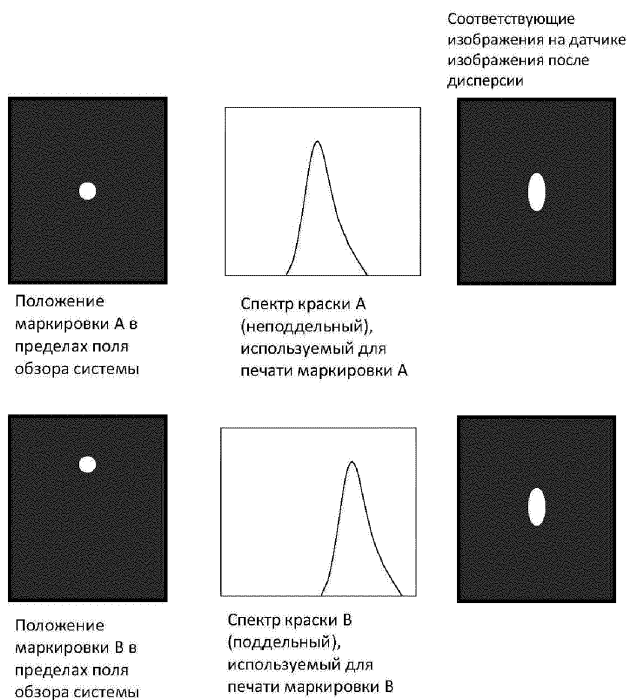 Соответствующие
изображения на датчике
изображения после
дисперсии
Положение
маркировки А в
пределах поля
обзора системы
Спектр краски А
(неподдельный),
используемый для
печати маркировки А
Положение
маркировки В в
пределах поля
обзора системы
Спектр краски В
(поддельный),
используемый для
печати маркировки В